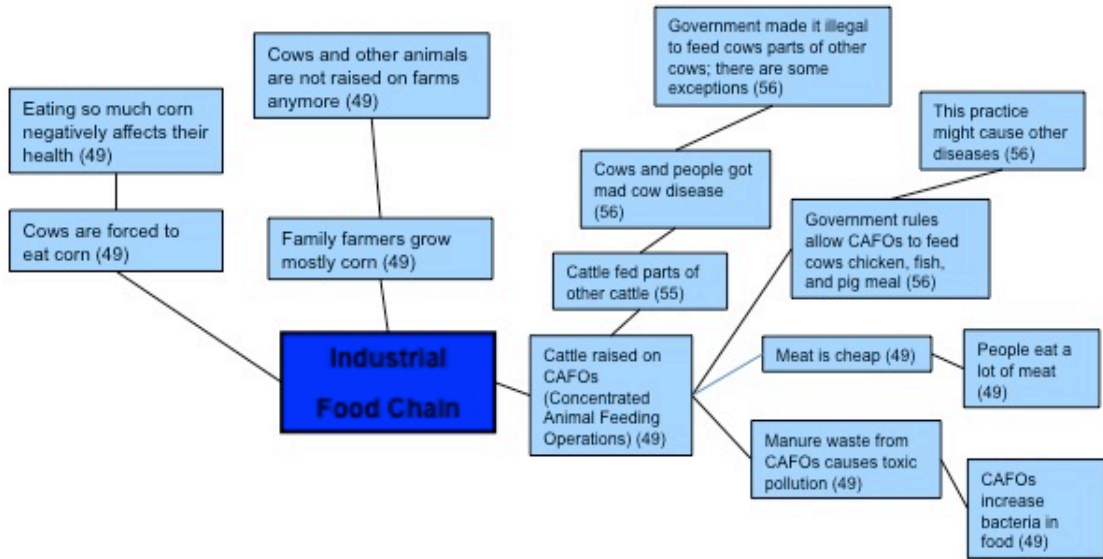 Government made it illegal
to feed cows parts of other
cows; there are some
exceptions (56)
Cows and other animals
are not raised on farms
anymore (49)
Eating so much corn
negatively affects their
health (49)
This practice
might cause other
diseases (56)
Cows and people got
mad cow disease
(56)
Cows are forced to
eat corn (49)
Family farmers grow
mostly corn (49)
Government rules
allow CAFOs to feed
cows chicken, fish,
and pig meal (56)
Cattle fed parts of
other cattle (55)
Industrial
Food Chain
Cattle raised on
CAFOs
(Concentrated
Animal Feeding
Operations) (49)
Meat is cheap (49)
People eat a
lot of meat
(49)
Manure waste from
CAFOs causes toxic
pollution (49)
CAFOs
increase
bacteria in
food (49)